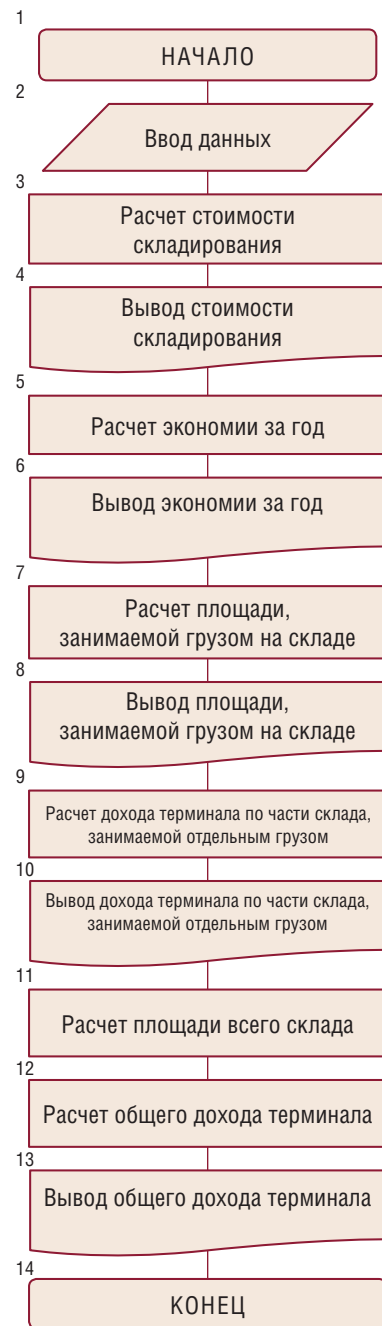 1
НАЧАЛО
2
Ввод данных
3
Расчет стоимости
складирования
4
Вывод стоимости
складирования
5
Расчет экономии за год
6
Вывод экономии за год
7
Расчет площади,
занимаемой грузом на складе
8
Вывод площади,
занимаемой грузом на складе
9
Расчет дохода терминала по части склада,
занимаемой отдельным грузом
10
Вывод дохода терминала по части склада,
занимаемой отдельным грузом
11
Расчет площади всего склада
12
Расчет общего дохода терминала
13
Вывод общего дохода терминала
14
КОНЕЦ